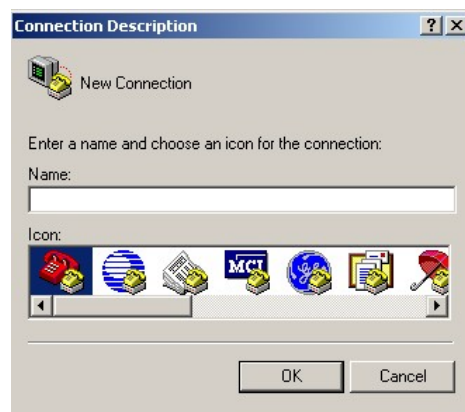 Connection Description
New Connection
Enter a name and choose an icon for the connection:
Name:
Icon:
MCI
OK Cancel